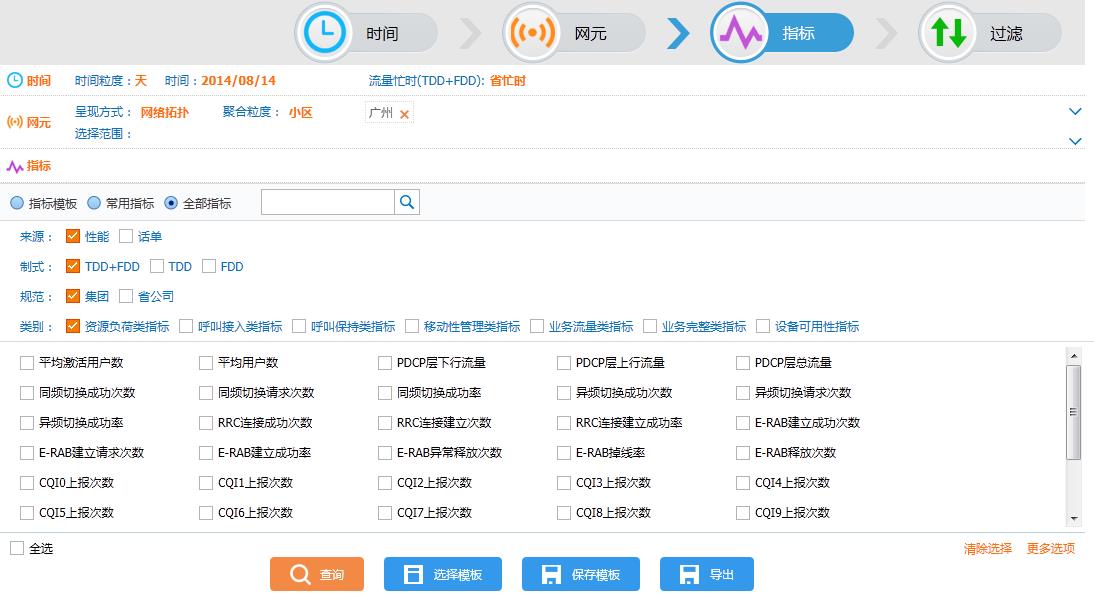 时间 网元 指标 过滤
时间 时间粒度：天 时间：2014/08/14 流量忙时(TDD+FDD): 省忙时
网元 呈现方式： 网络拓扑 聚合粒度： 小区 广州
选择范围：
指标
指标模板 常用指标 全部指标
来源： 性能 话单
制式： TDD+FDD TDD FDD
规范： 集团 省公司
类别： 资源负荷类指标 呼叫接入类指标 呼叫保持类指标 移动性管理类指标 业务流量类指标 业务完整类指标 设备可用性指标
平均激活用户数 平均用户数 PDCP层下行流量 PDCP层上行流量 PDCP层总流量
同频切换成功次数 同频切换请求次数 同频切换成功率 异频切换成功次数 异频切换请求次数
异频切换成功率 RRC连接成功次数 RRC连接建立次数 RRC连接建立成功率 E-RAB建立成功次数
E-RAB建立请求次数 E-RAB建立成功率 E-RAB异常释放次数 E-RAB掉线率 E-RAB释放次数
CQI0上报次数 CQI1上报次数 CQI2上报次数 CQI3上报次数 CQI4上报次数
CQI5上报次数 CQI6上报次数 CQI7上报次数 CQI8上报次数 CQI9上报次数
全选 清除选择 更多选项
查询 选择模板 保存模板 导出